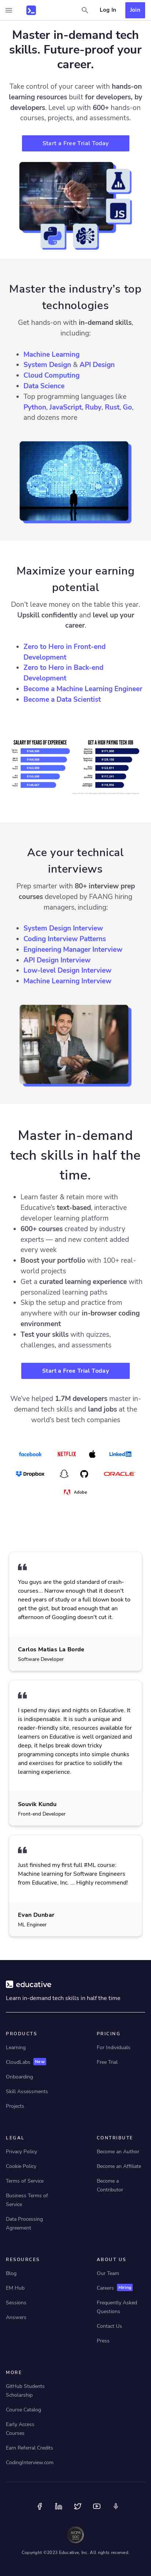 Log In
Join
Master in-demand
tech skills. Future-proof your
career.
Take control of your career with hands-on
learning resources built for developers, by
developers. Level up with 600+ hands-on
courses, projects, and assessments.
Start a Free Trial Today
JS
Master the industry's top
technologies
Get hands-on with in-demand skills,
including:
Machine Learning
System Design & API Design
Cloud Computing
Data Science
Top programming languages like
Python, JavaScript, Ruby, Rust, Go,
and dozens more
Maximize your earning
potential
Don't leave money on the table this year.
Upskill confidently and level up your
career.
Zero to Hero in Front-end
Development
Zero to Hero in Back-end
Development
Become a Machine Learning Engineer
Become a Data Scientist
SALARY BY YEARS OF EXPERIENCE
GET A HIGH PAYING TECH JOB
Ace your technical
interviews
Prep smarter with 80+ interview prep
courses developed by FAANG hiring
managers, including:
System Design Interview
Coding Interview Patterns
Engineering Manager Interview
API Design Interview
Low-level Design Interview
Machine Learning Interview
Master in-demand
tech skills in half the
time.
Learn faster & retain more with
Educative's text-based, interactive
developer learning platform
600+ courses created by industry
experts — and new content added
every week
Boost your portfolio with 100+ real-
world projects
Get a curated learning experience with
personalized learning paths
Skip the setup and practice from
anywhere with our in-browser coding
environment
Test your skills with quizzes,
challenges, and assessments
Start a Free Trial Today
We've helped 1.7M developers master in-
demand tech skills and land jobs at the
world's best tech companies
facebook
NETFLIX
LinkedIn
Dropbox
ORACLE
Adobe
You guys are the gold standard of crash-
courses... Narrow enough that it doesn't
need years of study or a full blown book to
get the gist, but broad enough that an
afternoon of Googling doesn't cut it.
Carlos Matias La Borde
Software Developer
I spend my days and nights on Educative. It
is indispensable. It is such a unique and
reader-friendly site, resources available for
learners on Educative is well organized and
deep, it helps break down tricky
programming concepts into simple chunks
and exercises for practice to solidify the
learning experience.
Souvik Kundu
Front-end Developer
Just finished my first full #ML course:
Machine learning for Software Engineers
from Educative, Inc. ... Highly recommend!
Evan Dunbar
ML Engineer
educative
Learn in-demand tech skills in half the time
PRODUCTS
Learning
CloudLabs New
Onboarding
Skill Assessments
Projects
PRICING
For Individuals
Free Trial
LEGAL
Privacy Policy
Cookie Policy
Terms of Service
Business Terms of
Service
Data Processing
Agreement
CONTRIBUTE
Become an Author
Become an Affiliate
Become a
Contributor
RESOURCES
Blog
EM Hub
Sessions
Answers
ABOUT US
Our Team
Careers Hiring
Frequently Asked
Questions
Contact Us
Press
MORE
GitHub Students
Scholarship
Course Catalog
Early Access
Courses
Earn Referral Credits
CodingInterview.com
Copyright ©2023 Educative, Inc. All rights reserved.